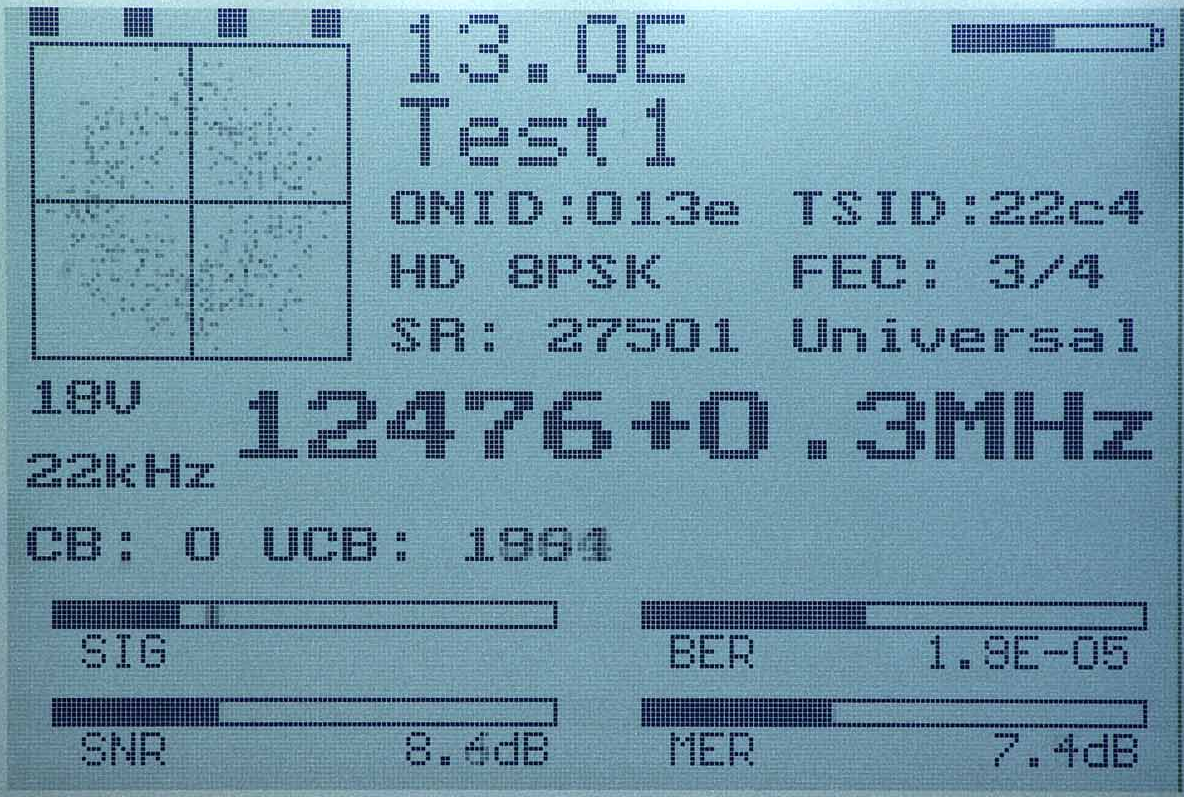 13.0E
Test1
ONID:013e TSID:22c4
HD 8PSK FEC: 3/4
SR: 27501 Universal
18V
12476+0.3MHz
22kHz
CB: 0 UCB:
SIG
BER 1.9E-05
SNR 8.6dB
MER 7.4dB